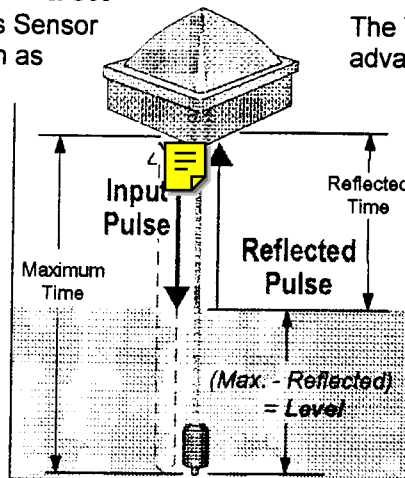 s Sensor
n as
The
adva
Input
Pulse
Reflected
Time
Reflected
Pulse
Maximum
Time
(Max. - Reflected)
= Level